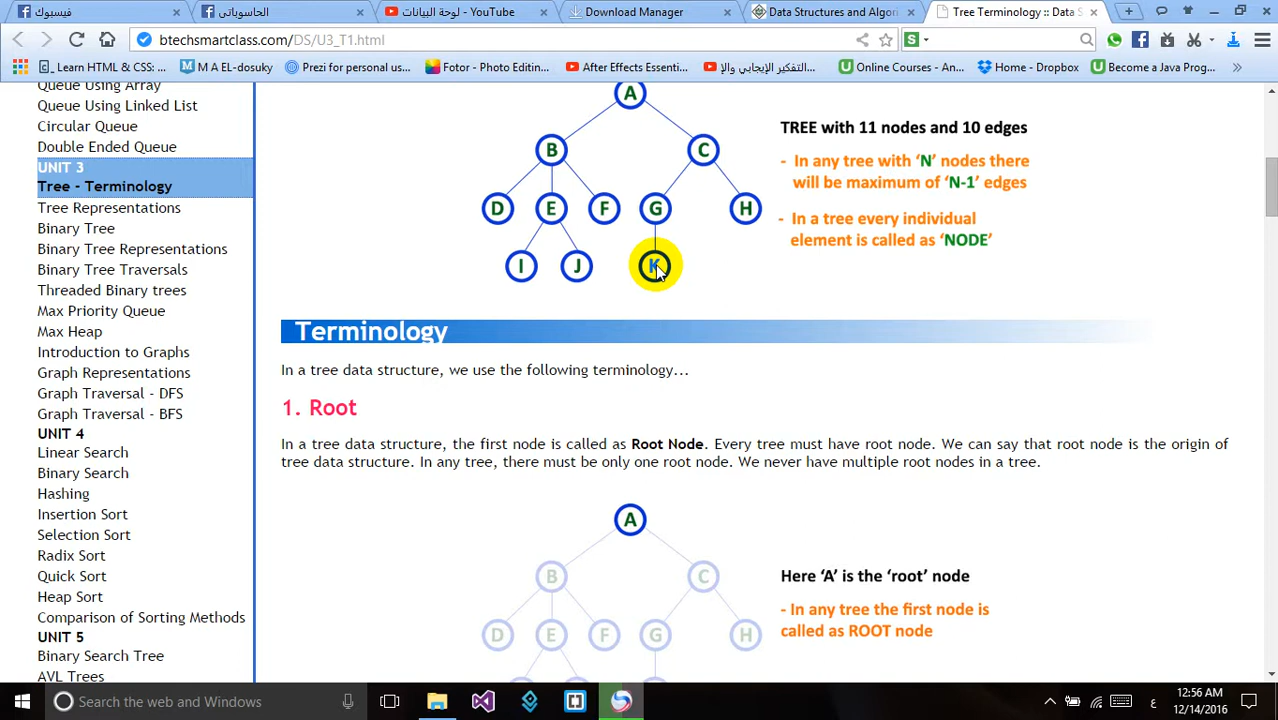 فيسبوك
الحاسوباتى
لوحة البيانات - YouTube
Download Manager
Data Structures and Algori
Tree Terminology :: Data S
btechsmartclass.com/DS/U3_T1.html
S
Learn HTML & CSS: ...
M A EL-dosuky
Prezi for personal us...
Fotor - Photo Editin...
After Effects Essenti...
التفكير الإيجابي والإ...
Online Courses - An...
Home - Dropbox
Become a Java Prog...
Queue Using Array
Queue Using Linked List
Circular Queue
Double Ended Queue
UNIT 3
Tree - Terminology
Tree Representations
Binary Tree
Binary Tree Representations
Binary Tree Traversals
Threaded Binary trees
Max Priority Queue
Max Heap
Introduction to Graphs
Graph Representations
Graph Traversal - DFS
Graph Traversal - BFS
UNIT 4
Linear Search
Binary Search
Hashing
Insertion Sort
Selection Sort
Radix Sort
Quick Sort
Heap Sort
Comparison of Sorting Methods
UNIT 5
Binary Search Tree
AVL Trees
A
B C
D E F G H
I J K
TREE with 11 nodes and 10 edges
- In any tree with ‘N’ nodes there
will be maximum of ‘N-1’ edges
- In a tree every individual
element is called as ‘NODE’
Terminology
In a tree data structure, we use the following terminology...
1. Root
In a tree data structure, the first node is called as Root Node. Every tree must have root node. We can say that root node is the origin of
tree data structure. In any tree, there must be only one root node. We never have multiple root nodes in a tree.
A
B C
D E F G H
Here ‘A’ is the ‘root’ node
- In any tree the first node is
called as ROOT node
Search the web and Windows
ع
12:56 AM
12/14/2016